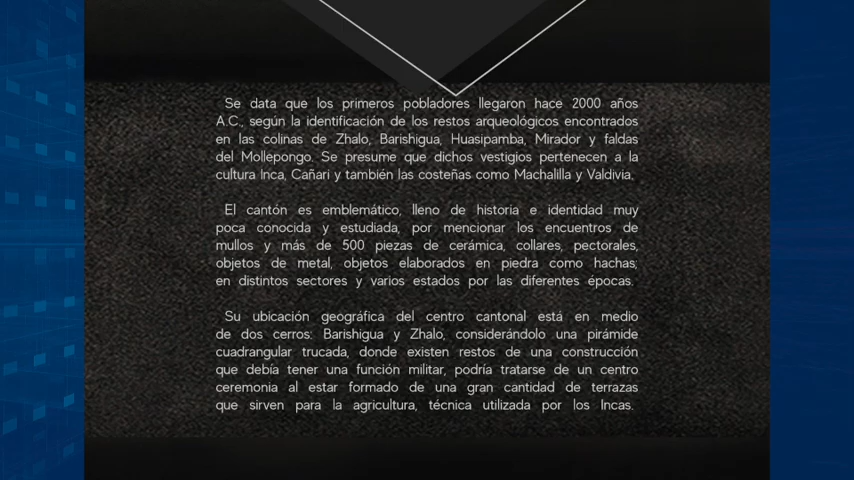 Se data que los primeros pobladores llegaron hace 2000 años
A.C., según la identificación de los restos arqueológicos encontrados
en las colinas de Zhalo, Barishigua, Huasipamba, Mirador y faldas
del Mollepongo. Se presume que dichos vestigios pertenecen a la
cultura Inca, Cañari y también las costeñas como Machalilla y Valdivia.
El cantón es emblemático, lleno de historia e identidad muy
poca conocida y estudiada, por mencionar los encuentros de
mullos y más de 500 piezas de cerámica, collares, pectorales,
objetos de metal, objetos elaborados en piedra como hachas;
en distintos sectores y varios estados por las diferentes épocas.
Su ubicación geográfica del centro cantonal está en medio
de dos cerros: Barishigua y Zhalo, considerándolo una pirámide
cuadrangular trucada, donde existen restos de una construcción
que debía tener una función militar, podría tratarse de un centro
ceremonia al estar formado de una gran cantidad de terrazas
que sirven para la agricultura, técnica utilizada por los Incas.